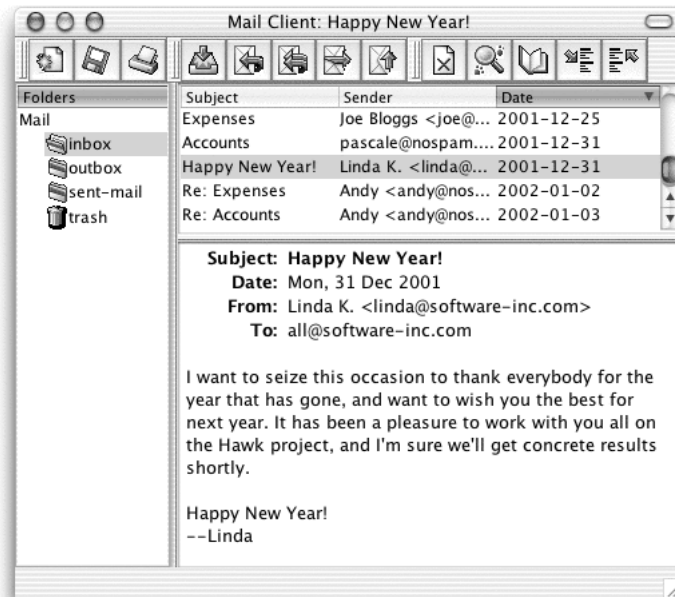 Mail Client: Happy New Year!
Folders
Mail
inbox
outbox
sent-mail
trash
Subject Sender Date
Expenses Joe Bloggs <joe@... 2001-12-25
Accounts pascale@nospam.... 2001-12-31
Happy New Year! Linda K. <linda@... 2001-12-31
Re: Expenses Andy <andy@nos... 2002-01-02
Re: Accounts Andy <andy@nos... 2002-01-03
Subject: Happy New Year!
Date: Mon, 31 Dec 2001
From: Linda K. <linda@software-inc.com>
To: all@software-inc.com
I want to seize this occasion to thank everybody for the
year that has gone, and want to wish you the best for
next year. It has been a pleasure to work with you all on
the Hawk project, and I'm sure we'll get concrete results
shortly.
Happy New Year!
--Linda